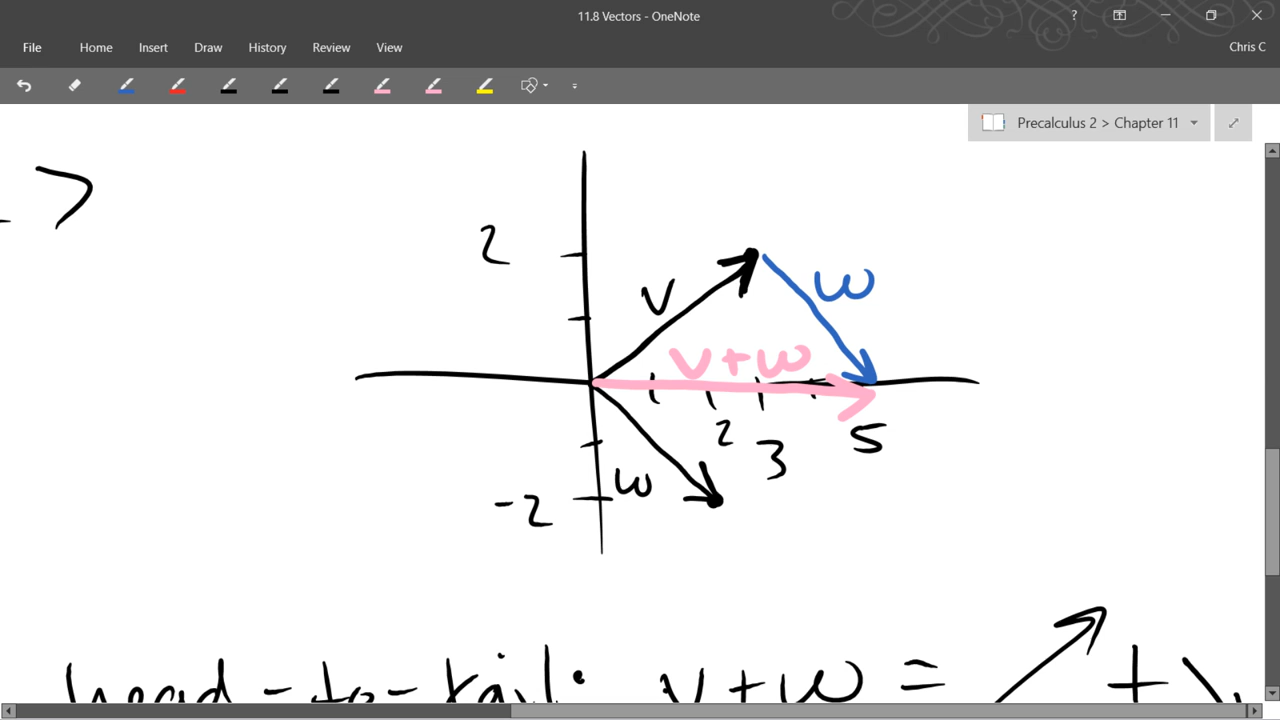 11.8 Vectors - OneNote
?
Chris C
File Home Insert Draw History Review View
Precalculus 2 > Chapter 11
>
2
v
w
v+w
2
3
5
w
-2
head-to-tail: v+w = +